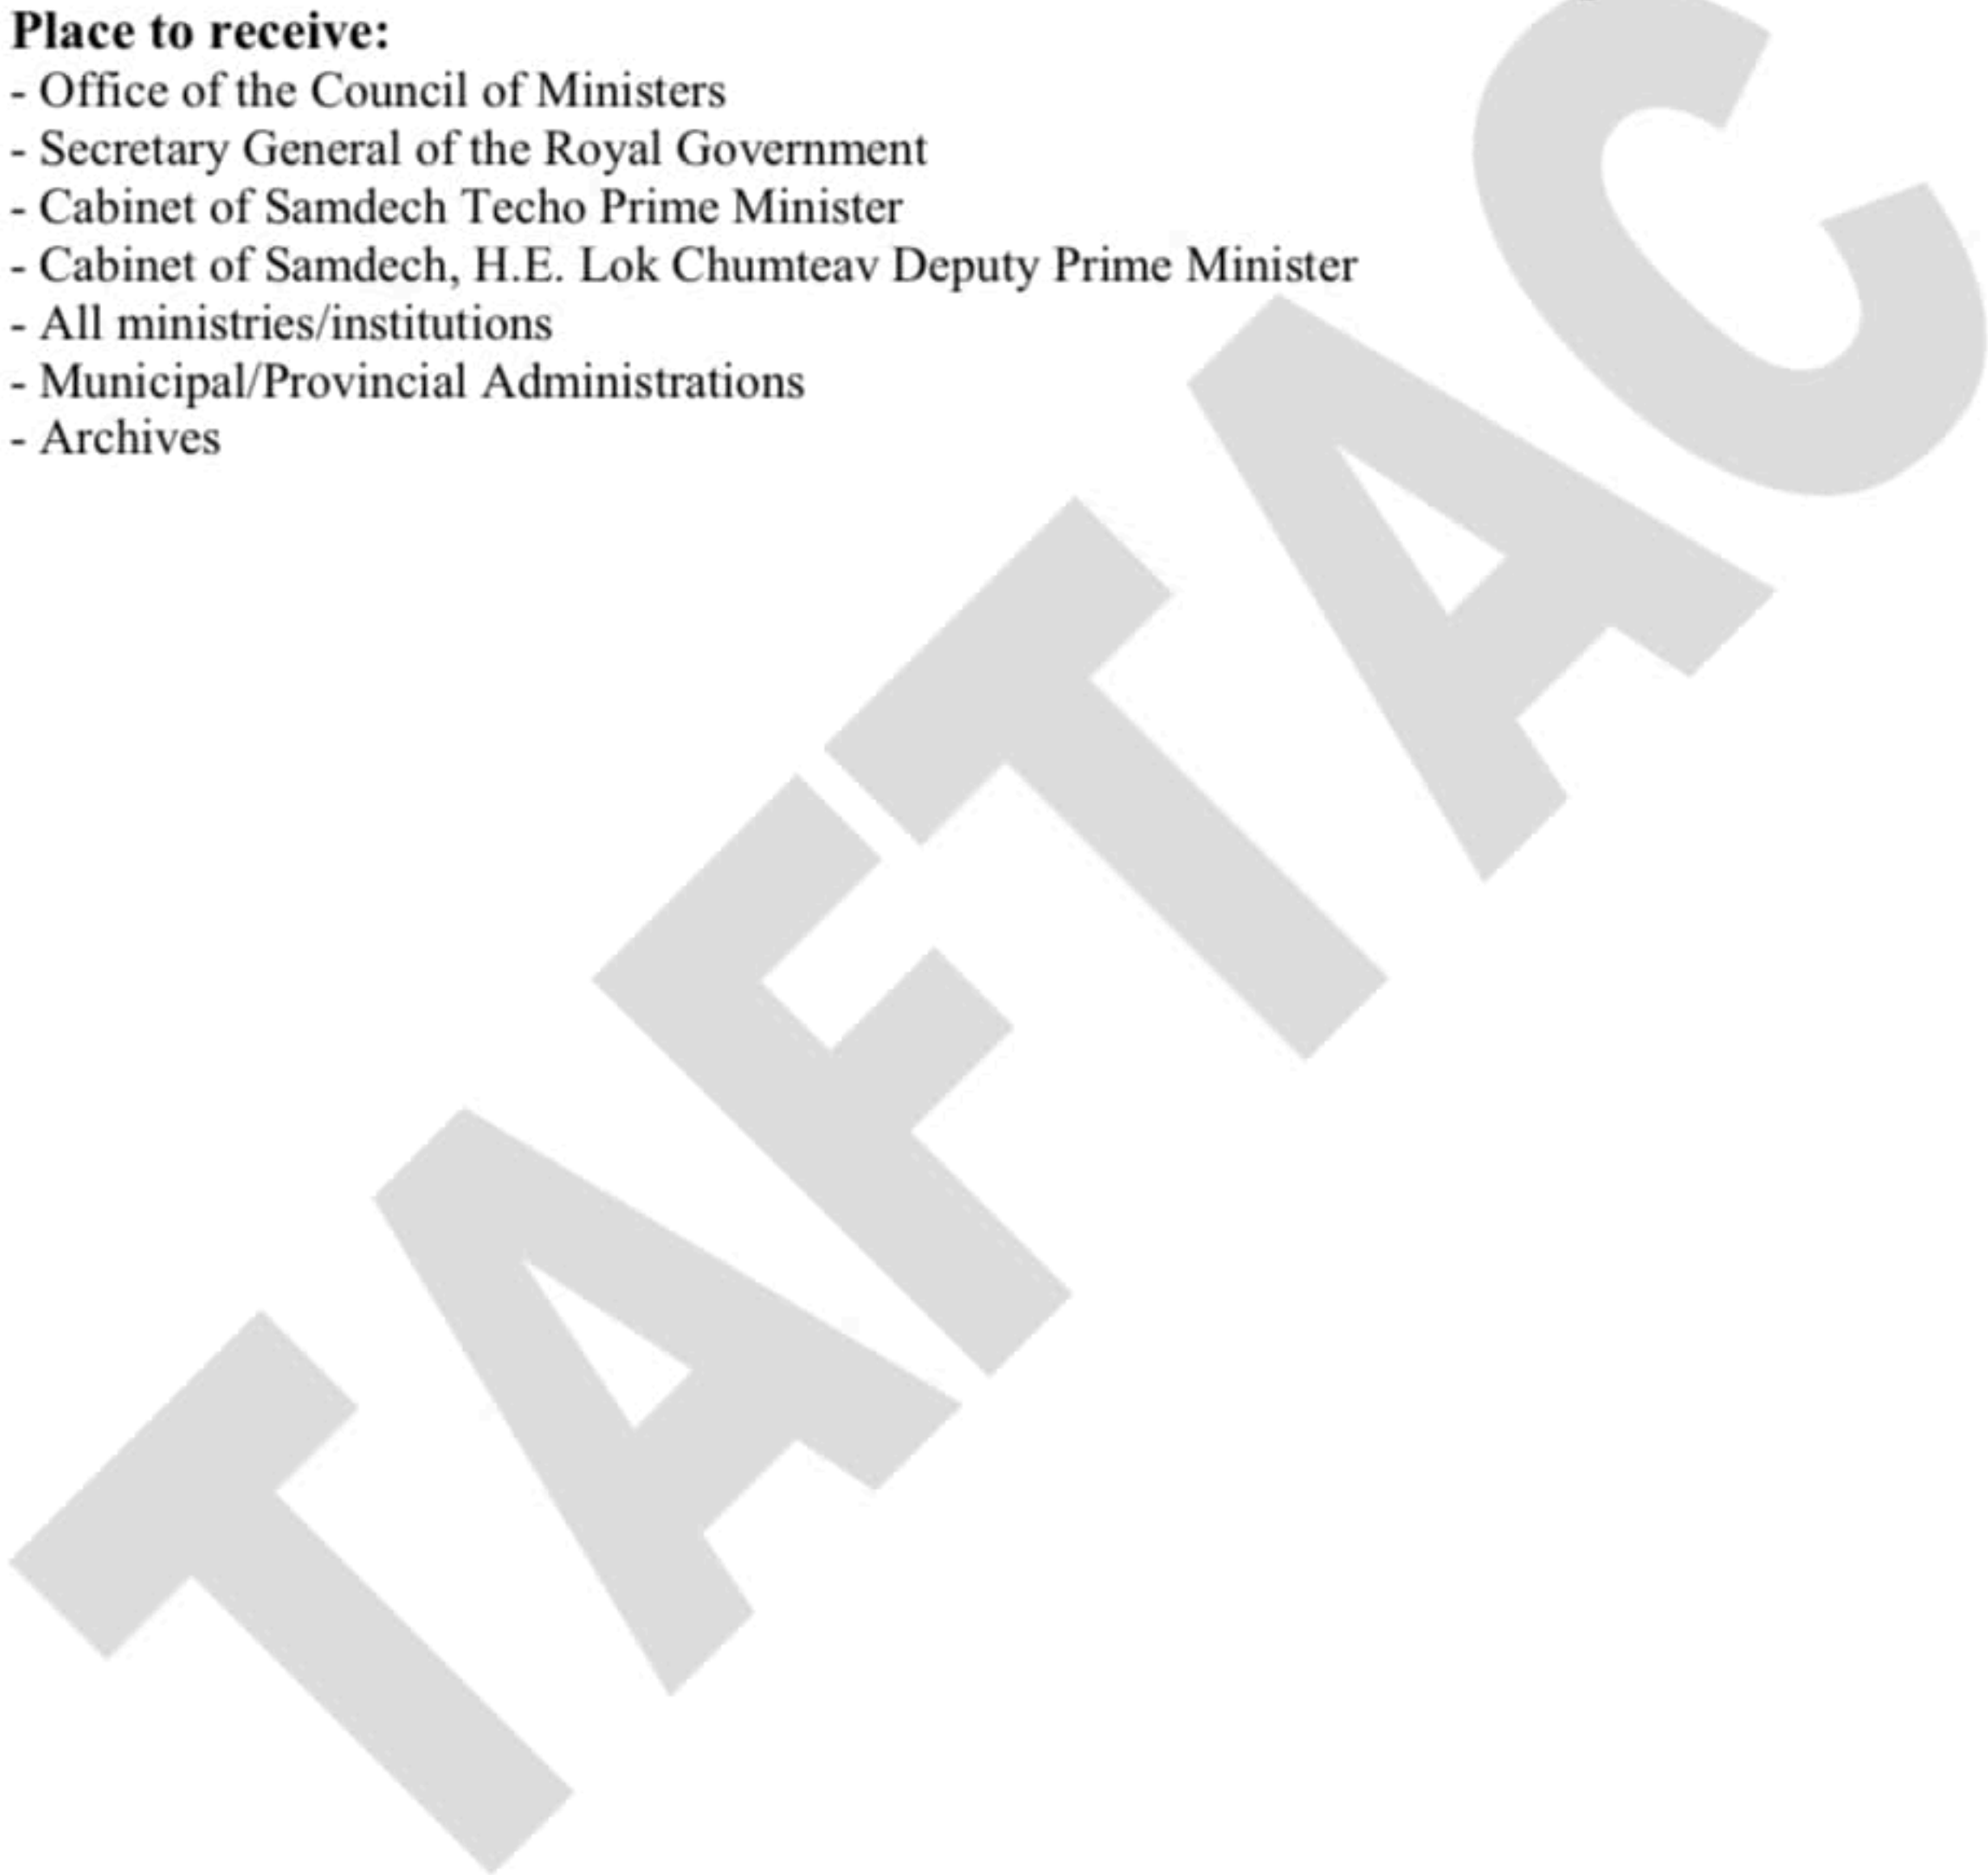 Place to receive:
- Office of the Council of Ministers
- Secretary General of the Royal Government
- Cabinet of Samdech Techo Prime Minister
- Cabinet of Samdech, H.E. Lok Chumteav Deputy Prime Minister
- All ministries/institutions
- Municipal/Provincial Administrations
- Archives
TAFTAC